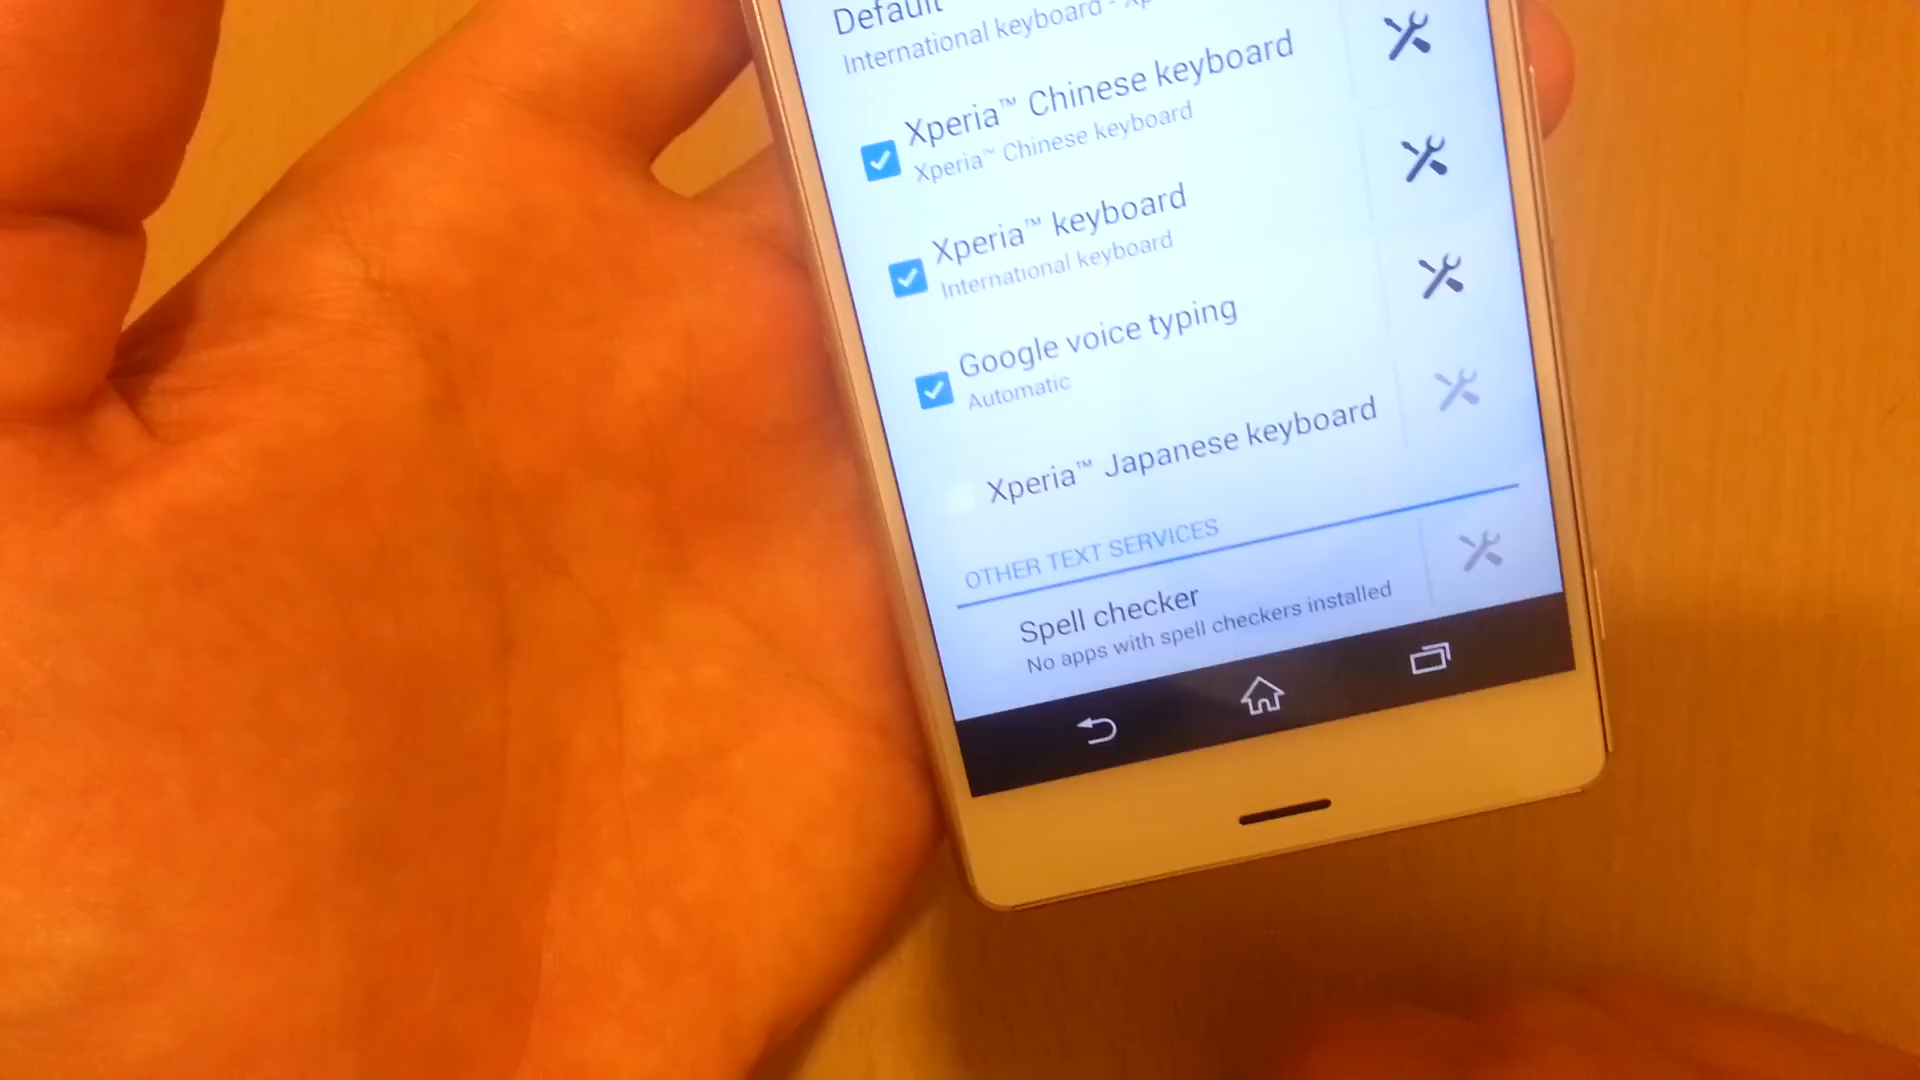 Default
International keyboard -
Xperia™ Chinese keyboard
Xperia™ Chinese keyboard
Xperia™ keyboard
International keyboard
Google voice typing
Automatic
Xperia™ Japanese keyboard
OTHER TEXT SERVICES
Spell checker
No apps with spell checkers installed